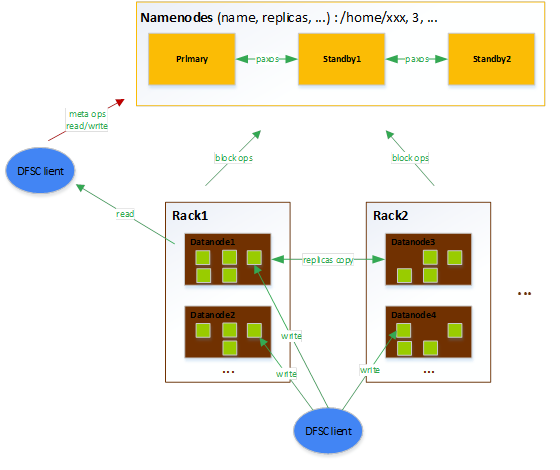 Namenodes (name, replicas, ...) : /home/xxx, 3, ...
Primary
paxos
Standby1
paxos
Standby2
meta ops
read/write
block ops
block ops
DFSClient
read
Rack1
Rack2
Datanode1
Datanode3
replicas copy
...
Datanode2
Datanode4
write
...
...
write
write
DFSClient